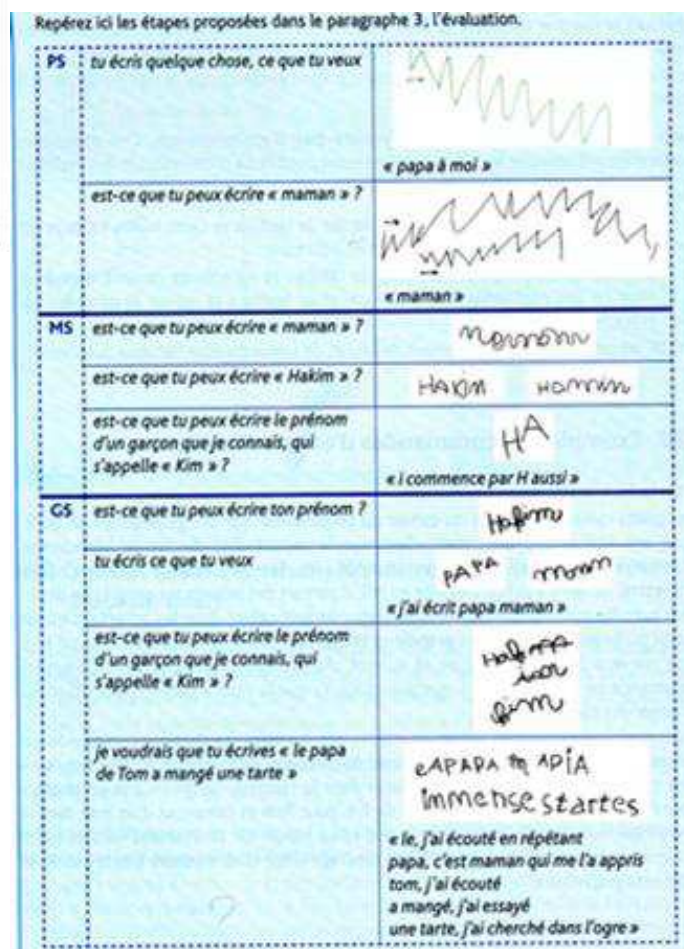 Repérez ici les étapes proposées dans le paragraphe 3, l'évaluation.
PS
tu écris quelque chose, ce que tu veux
« papa à moi »
est-ce que tu peux écrire « maman » ?
« maman »
MS
est-ce que tu peux écrire « maman » ?
est-ce que tu peux écrire « Hakim » ?
HAKIM
est-ce que tu peux écrire le prénom
d'un garçon que je connais, qui
s'appelle « Kim » ?
HA
« I commence par H aussi »
GS
est-ce que tu peux écrire ton prénom ?
Hakim
tu écris ce que tu veux
PAPA
« j'ai écrit papa maman »
est-ce que tu peux écrire le prénom
d'un garçon que je connais, qui
s'appelle « Kim » ?
je voudrais que tu écrives « le papa
de Tom a mangé une tarte »
eAPAPA
immense startes
« le, j'ai écouté en répétant
papa, c'est maman qui me l'a appris
tom, j'ai écouté
a mangé, j'ai essayé
une tarte, j'ai cherché dans l'ogre »